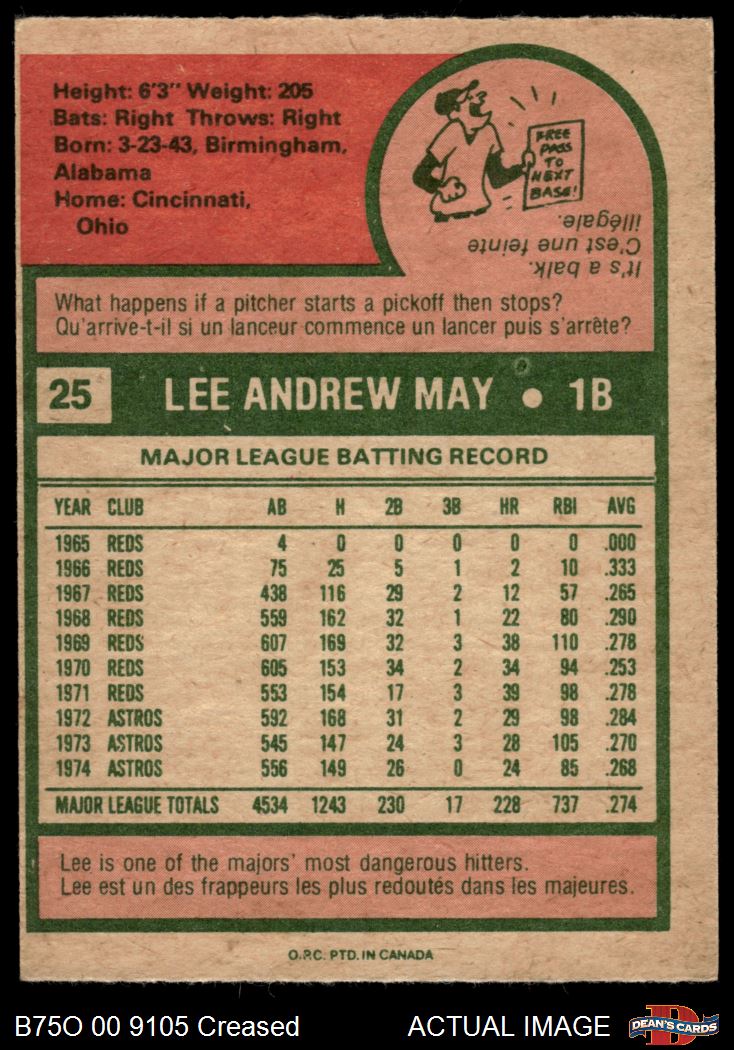 Height: 6'3" Weight: 205
Bats: Right Throws: Right
Born: 3-23-43, Birmingham,
Alabama
Home: Cincinnati,
Ohio
FREE
PASS
TO
NEXT
BASE!
It's a balk.
C'est une feinte
illégale.
What happens if a pitcher starts a pickoff then stops?
Qu'arrive-t-il si un lanceur commence un lancer puis s'arrête?
25 LEE ANDREW MAY • 1B
MAJOR LEAGUE BATTING RECORD
YEAR CLUB AB H 2B 3B HR RBI AVG
1965 REDS 4 0 0 0 0 0 .000
1966 REDS 75 25 5 1 2 10 .333
1967 REDS 438 116 29 2 12 57 .265
1968 REDS 559 162 32 1 22 80 .290
1969 REDS 607 169 32 3 38 110 .278
1970 REDS 605 153 34 2 34 94 .253
1971 REDS 553 154 17 3 39 98 .278
1972 ASTROS 592 168 31 2 29 98 .284
1973 ASTROS 545 147 24 3 28 105 .270
1974 ASTROS 556 149 26 0 24 85 .268
MAJOR LEAGUE TOTALS 4534 1243 230 17 228 737 .274
Lee is one of the majors' most dangerous hitters.
Lee est un des frappeurs les plus redoutés dans les majeures.
O.P.C. PTD. IN CANADA
B75O 00 9105 Creased ACTUAL IMAGE DEAN'S CARDS